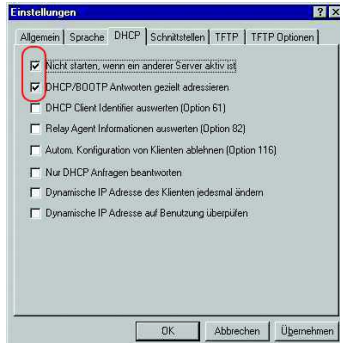 Einstellungen
Allgemein Sprache DHCP Schnittstellen TFTP TFTP Optionen
Nicht starten, wenn ein anderer Server aktiv ist
DHCP/BOOTP Antworten gezielt adressieren
DHCP Client Identifier auswerten (Option 61)
Relay Agent Informationen auswerten (Option 82)
Autom. Konfiguration von Klienten ablehnen (Option 116)
Nur DHCP Anfragen beantworten
Dynamische IP Adresse des Klienten jedesmal ändern
Dynamische IP Adresse auf Benutzung überpüfen
OK Abbrechen Übernehmen